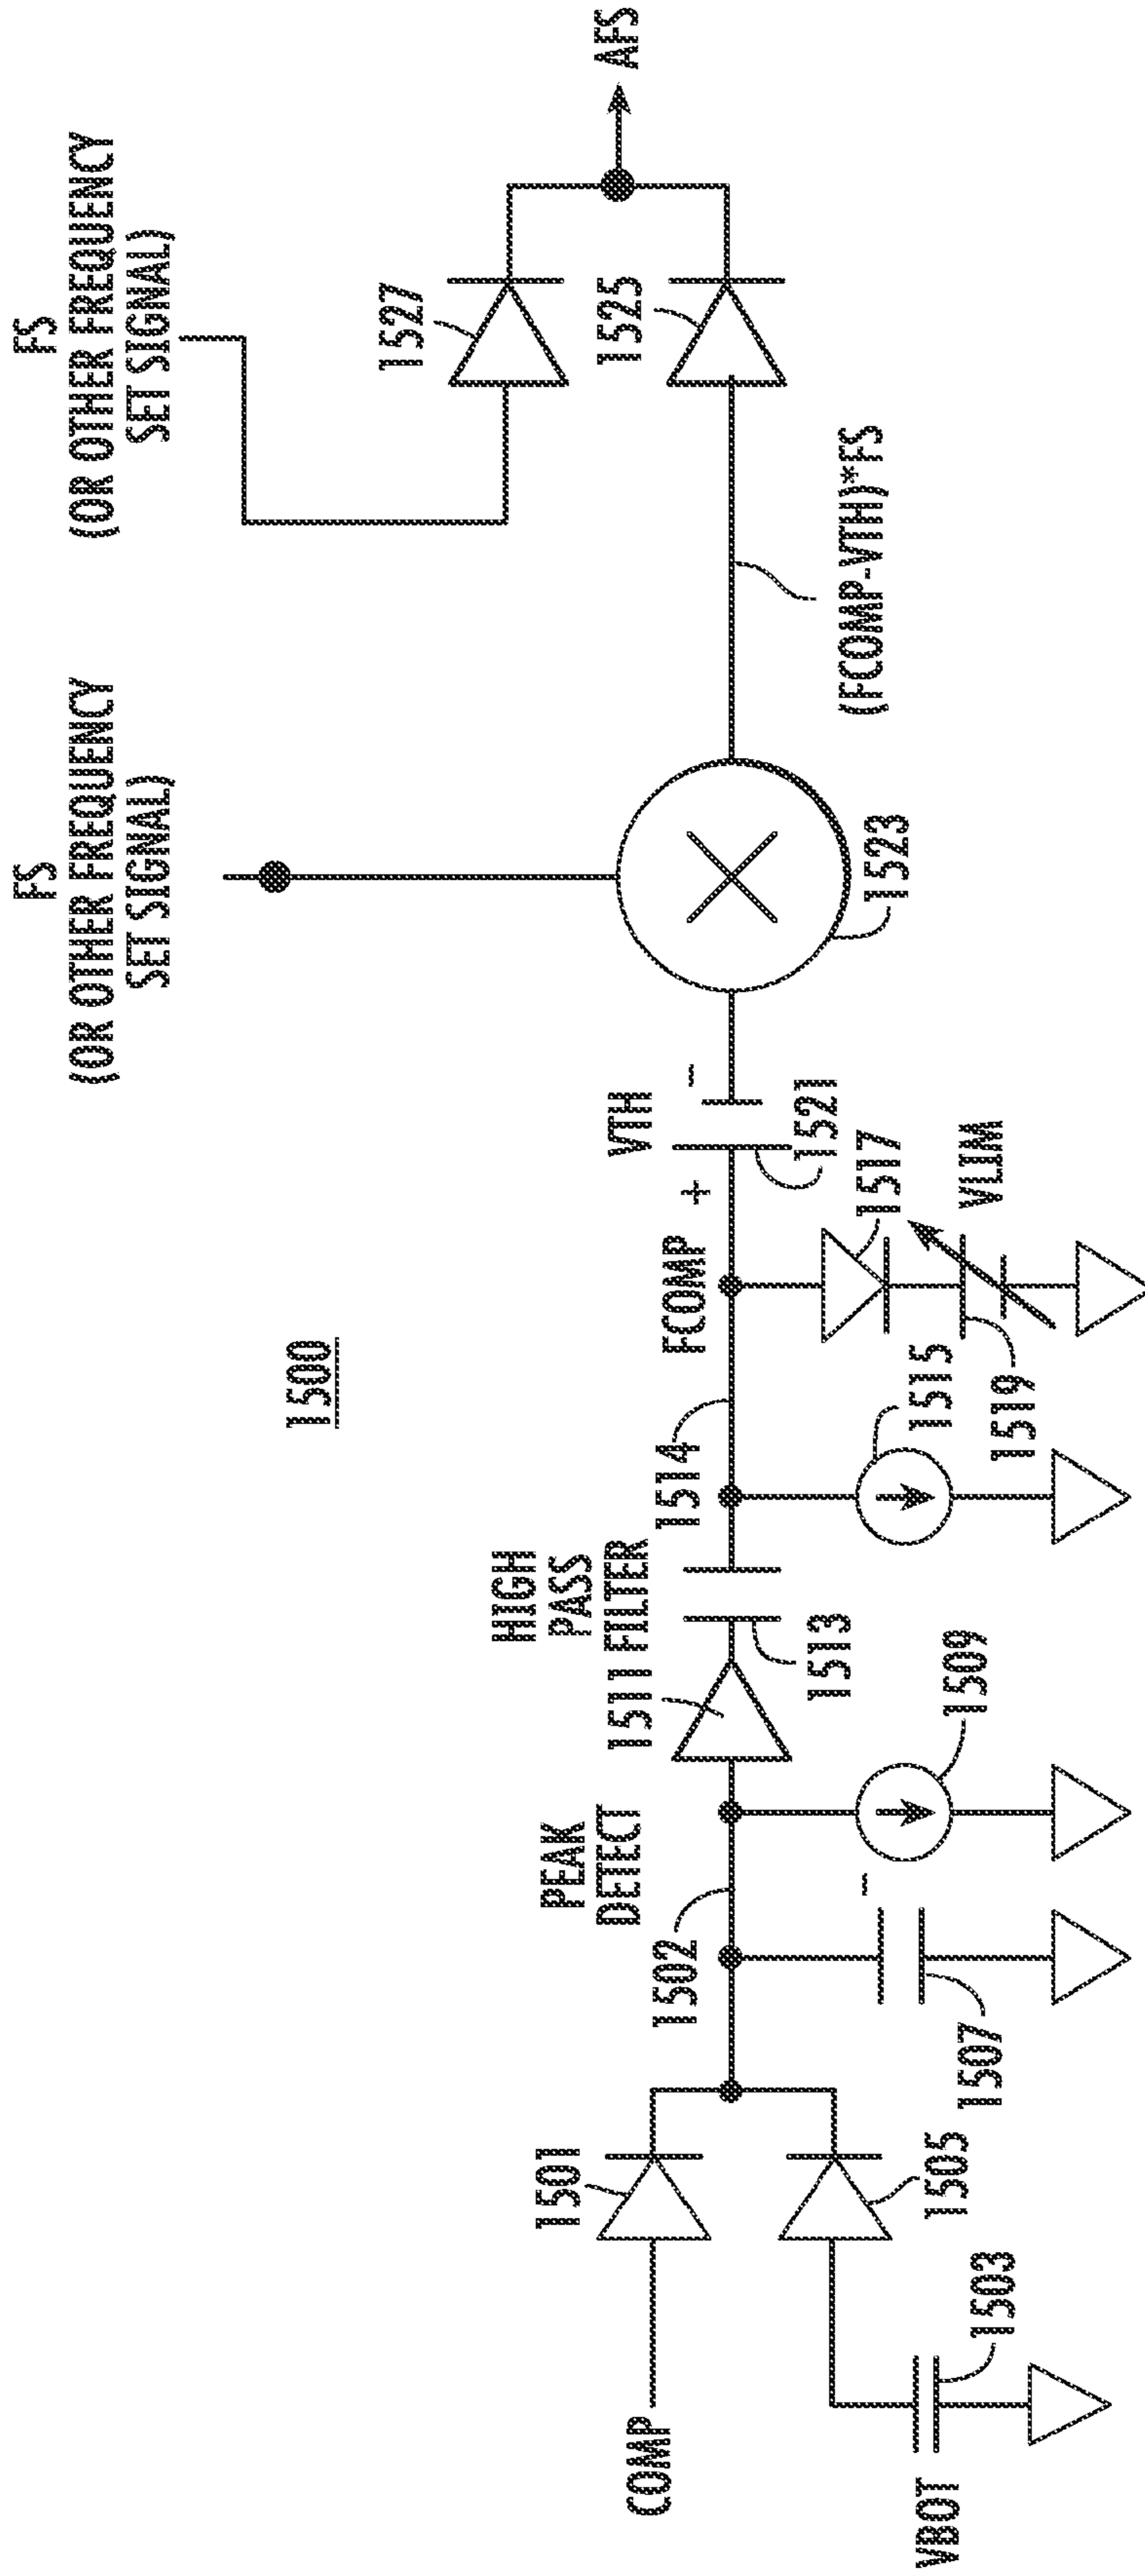 1500
FS
(OR OTHER FREQUENCY
SET SIGNAL)
FS
(OR OTHER FREQUENCY
SET SIGNAL)
COMP
1501
VBOT
1503
1505
1502
PEAK
DETECT
1507
-
1509
1511
HIGH
PASS
FILTER
1513
1514
1515
FCOMP
1517
1519
VLIM
+
VTH
-
1521
1523
(FCOMP-VTH)*FS
1527
1525
AFS